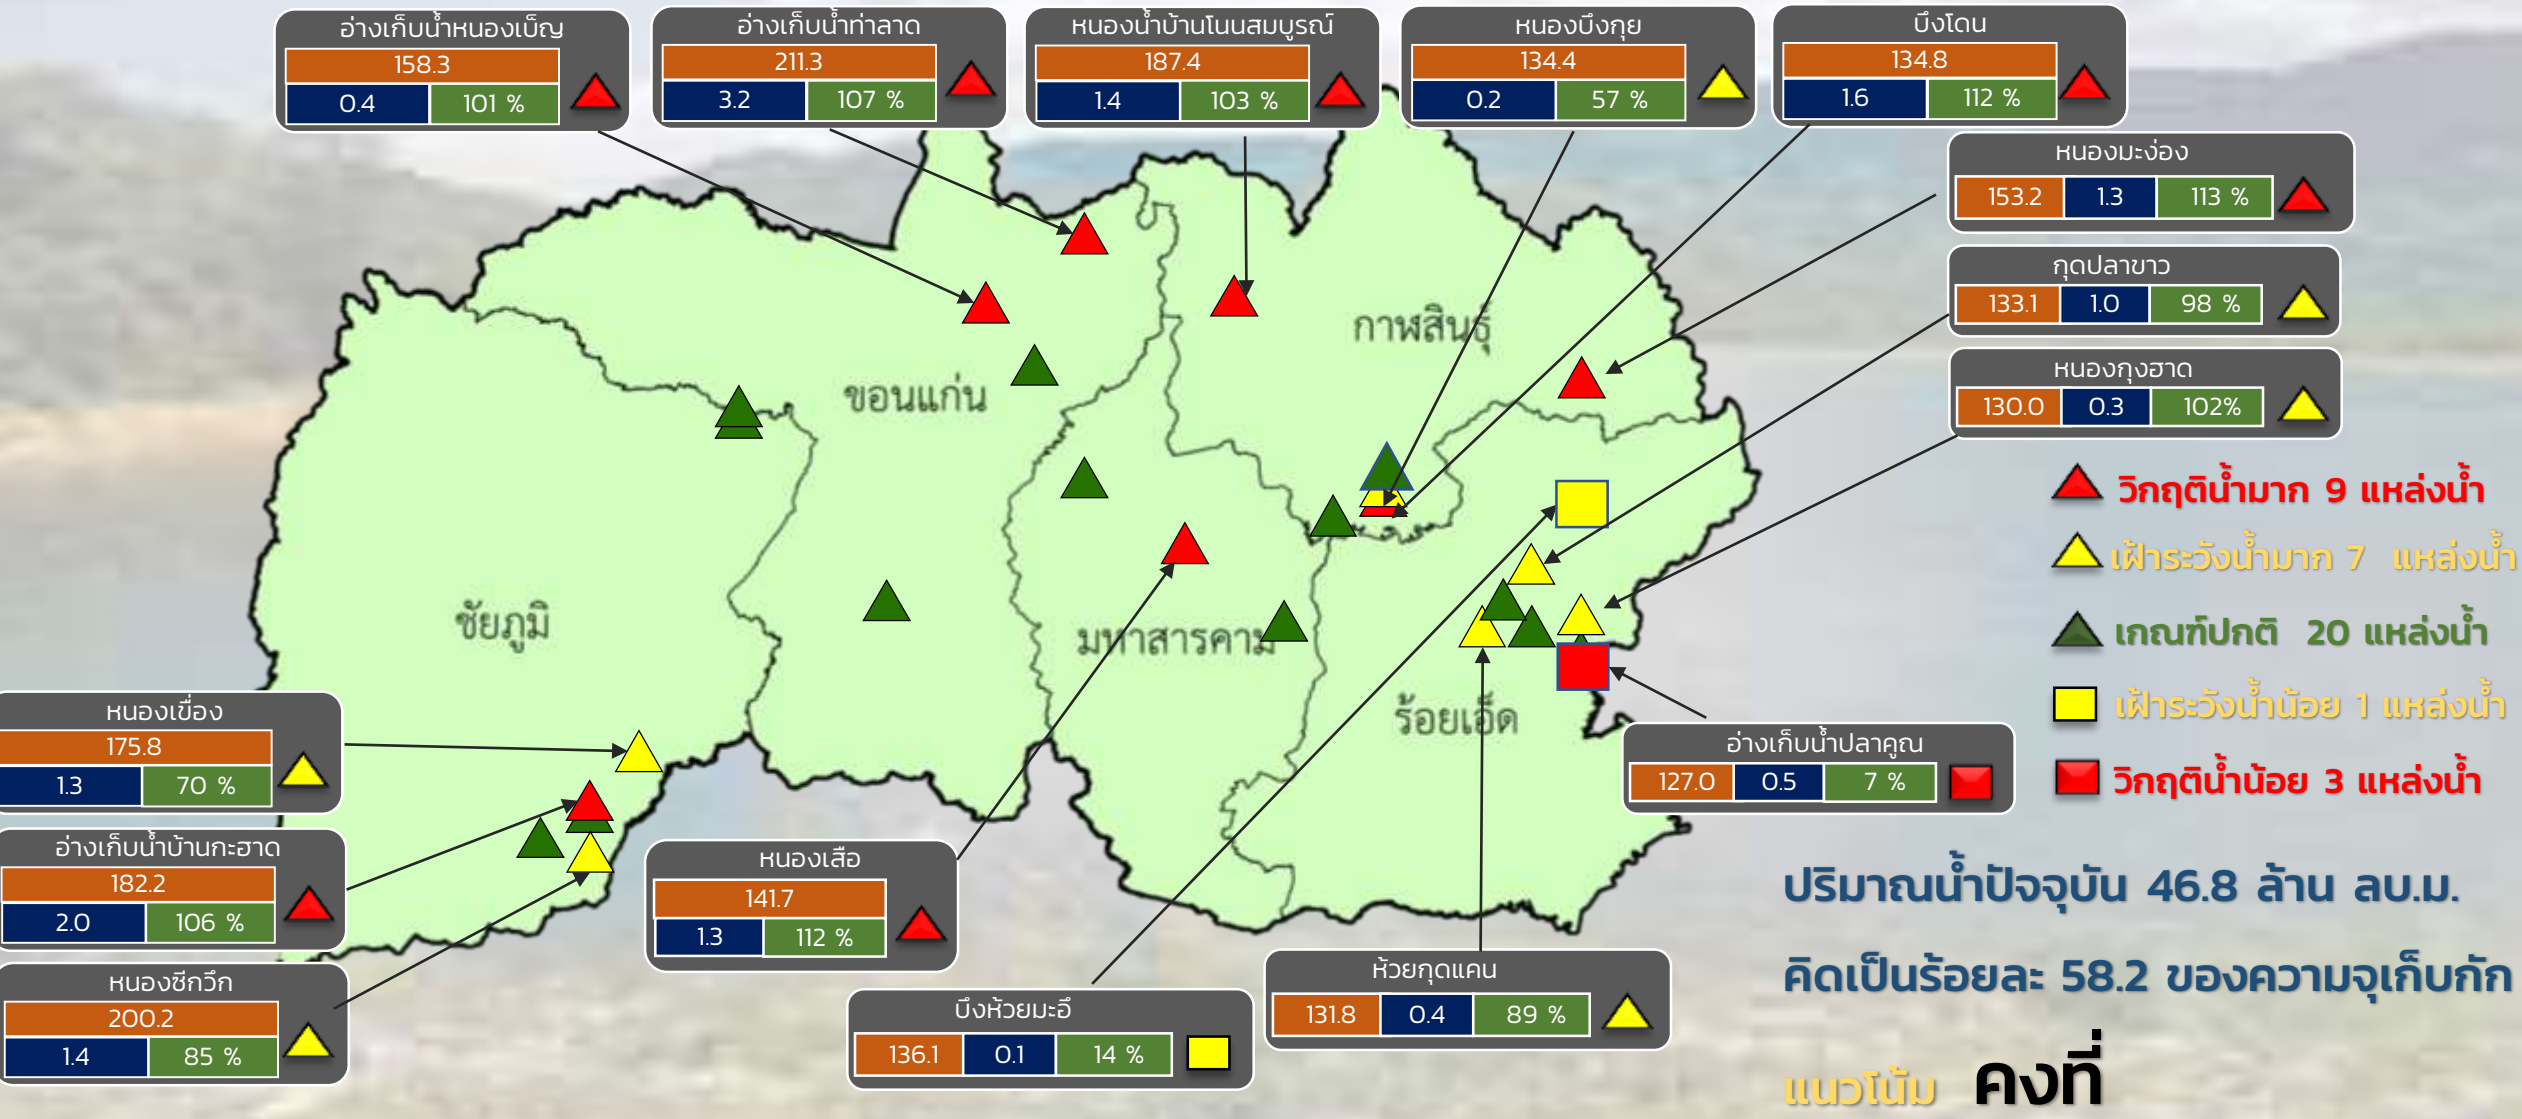 อ่างเก็บน้ำหนองเบ็ญ
158.3
0.4 101 %
อ่างเก็บน้ำท่าลาด
211.3
3.2 107 %
หนองน้ำบ้านโนนสมบูรณ์
187.4
1.4 103 %
หนองบึงกุย
134.4
0.2 57 %
บึงโดน
134.8
1.6 112 %
หนองมะง่อง
153.2 1.3 113 %
กุดปลาขาว
133.1 1.0 98 %
หนองกุงฮาด
130.0 0.3 102%
กาฬสินธุ์
ขอนแก่น
ชัยภูมิ
มหาสารคาม
ร้อยเอ็ด
วิกฤติน้ำมาก 9 แหล่งน้ำ
เฝ้าระวังน้ำมาก 7 แหล่งน้ำ
เกณฑ์ปกติ 20 แหล่งน้ำ
เฝ้าระวังน้ำน้อย 1 แหล่งน้ำ
วิกฤติน้ำน้อย 3 แหล่งน้ำ
หนองเขื่อง
175.8
1.3 70 %
อ่างเก็บน้ำบ้านกะฮาด
182.2
2.0 106 %
หนองซีกวึก
200.2
1.4 85 %
หนองเสือ
141.7
1.3 112 %
บึงห้วยมะอึ
136.1 0.1 14 %
ห้วยกุดแคน
131.8 0.4 89 %
อ่างเก็บน้ำปลาคูณ
127.0 0.5 7 %
ปริมาณน้ำปัจจุบัน 46.8 ล้าน ลบ.ม.
คิดเป็นร้อยละ 58.2 ของความจุเก็บกัก
แนวโน้ม คงที่